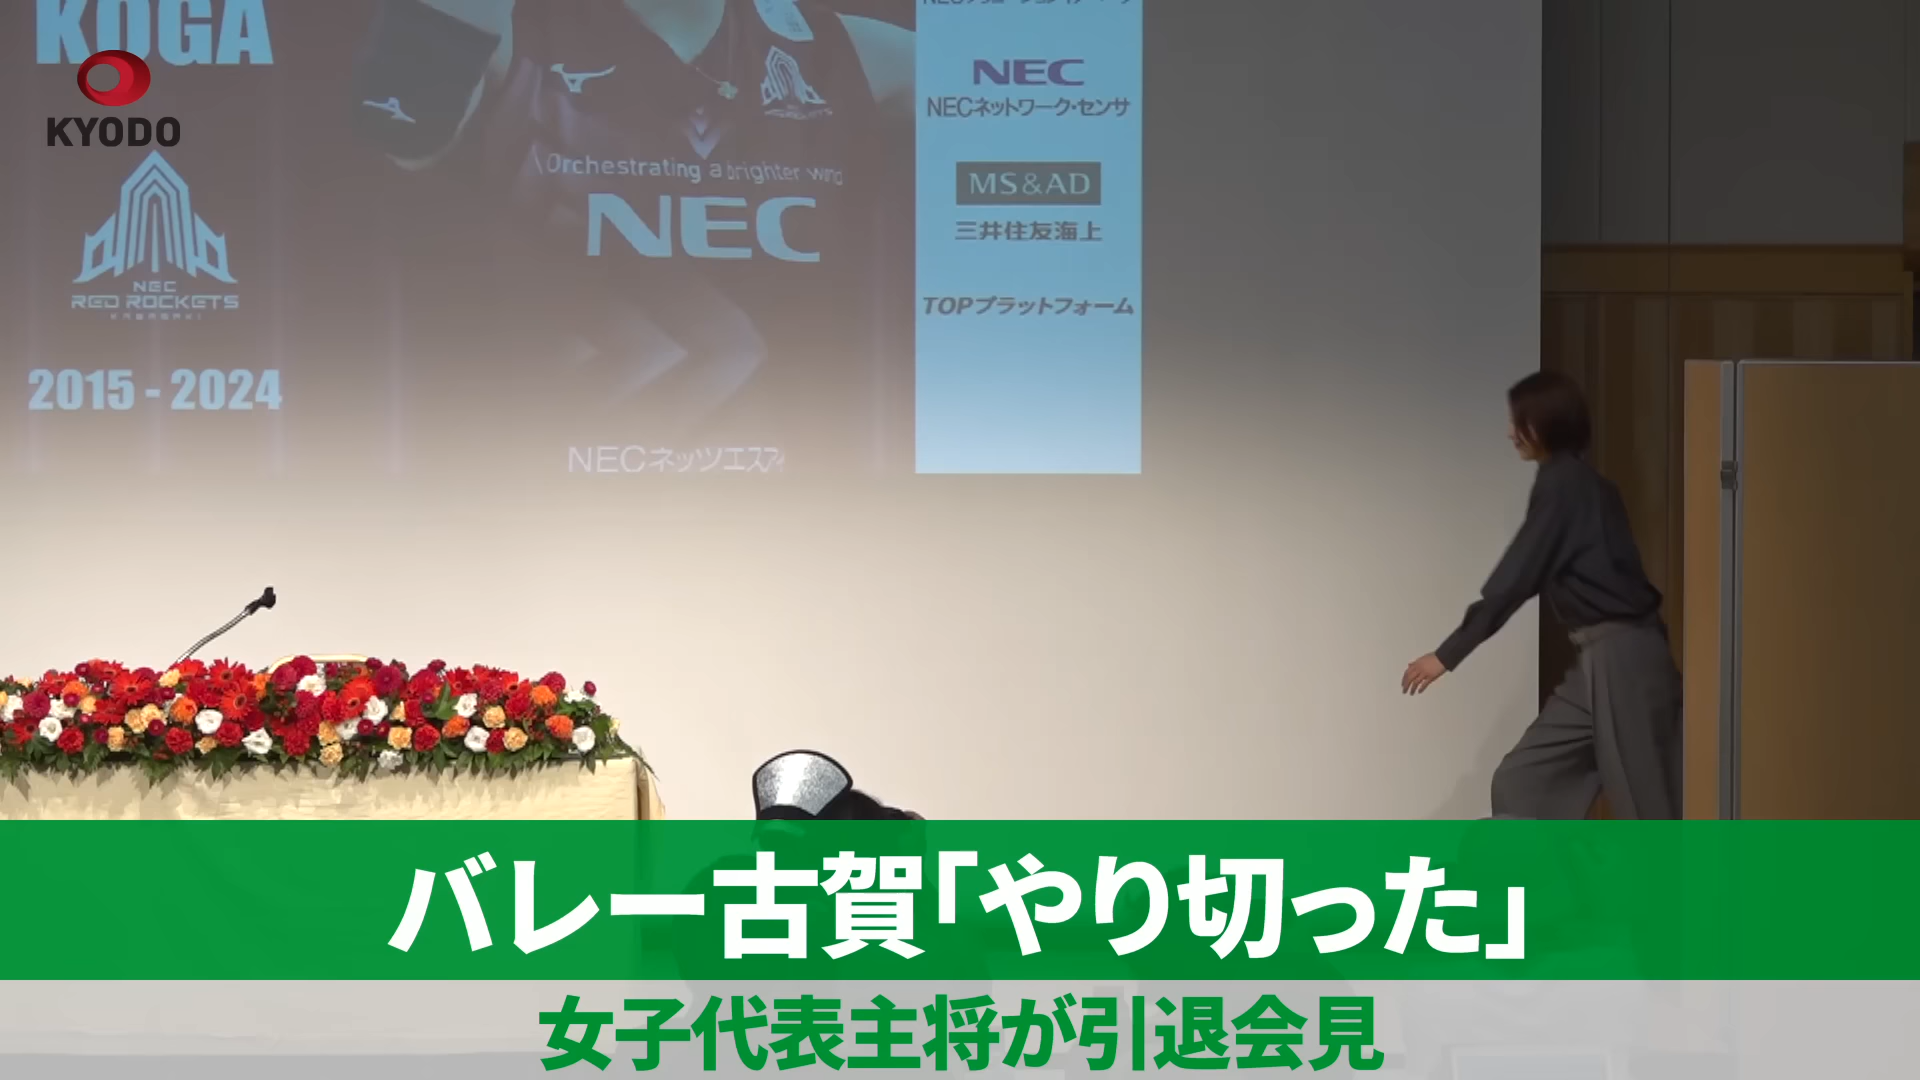 KOGA
KYODO
NEC
RED ROCKETS
KAWASAKI
2015 - 2024
Orchestrating a brighter world
NEC
NECネッツエスアイ
NEC
NECネットワーク・センサ
MS&AD
三井住友海上
TOPプラットフォーム
バレー古賀「やり切った」
女子代表主将が引退会見